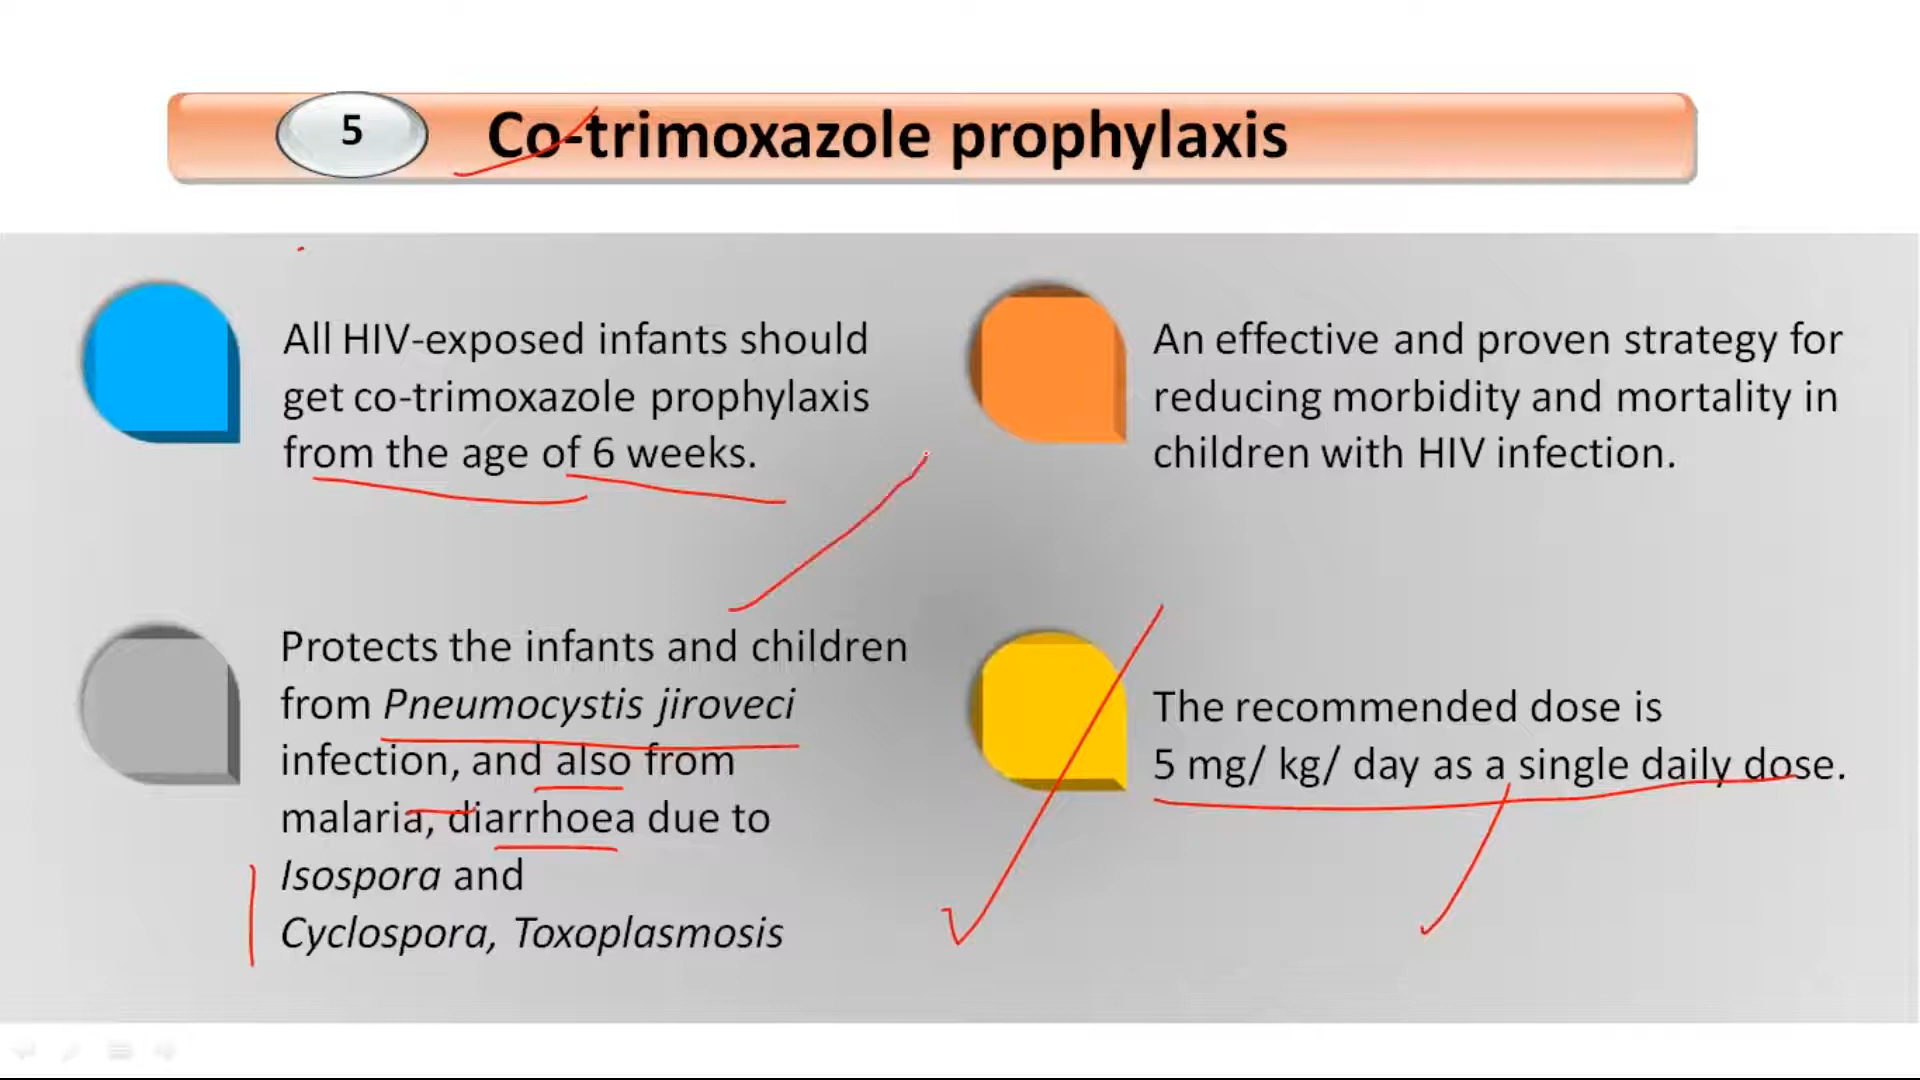 5 Co-trimoxazole prophylaxis
All HIV-exposed infants should
get co-trimoxazole prophylaxis
from the age of 6 weeks.
An effective and proven strategy for
reducing morbidity and mortality in
children with HIV infection.
Protects the infants and children
from Pneumocystis jiroveci
infection, and also from
malaria, diarrhoea due to
Isospora and
Cyclospora, Toxoplasmosis
The recommended dose is
5 mg/ kg/ day as a single daily dose.